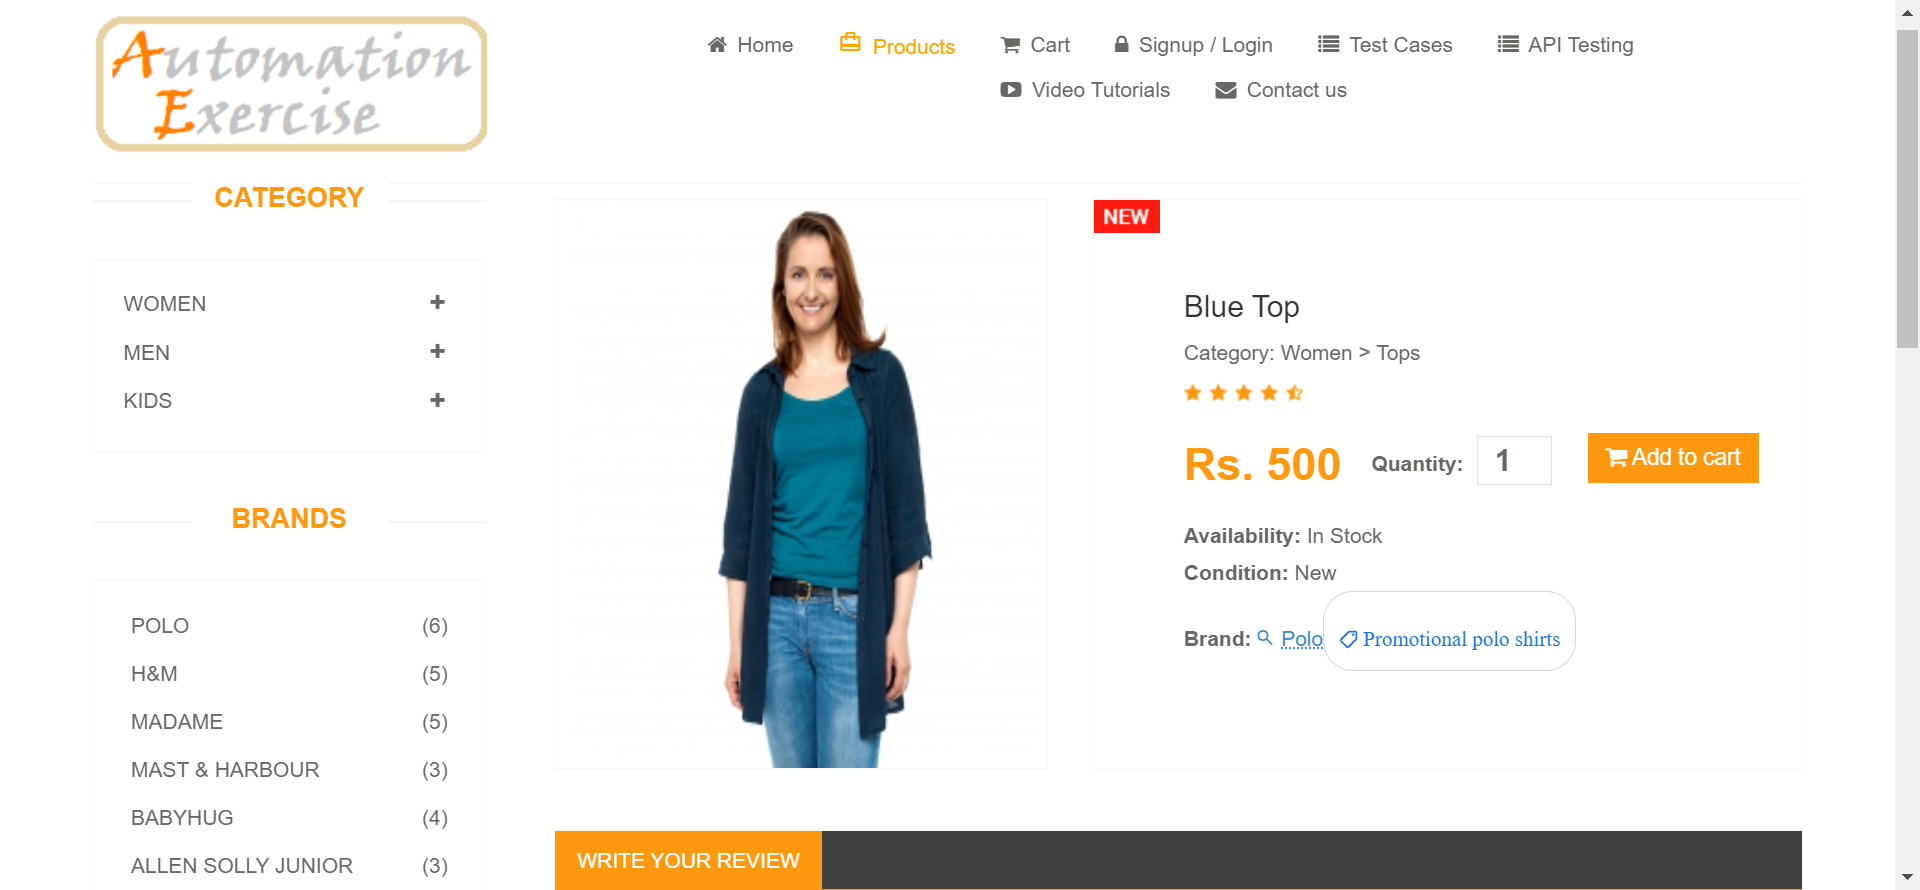 Automation
Exercise
Home
Products
Cart
Signup / Login
Test Cases
API Testing
Video Tutorials
Contact us
CATEGORY
WOMEN
MEN
KIDS
BRANDS
POLO (6)
H&M (5)
MADAME (5)
MAST & HARBOUR (3)
BABYHUG (4)
ALLEN SOLLY JUNIOR (3)
NEW
Blue Top
Category: Women > Tops
Rs. 500 Quantity: 1 Add to cart
Availability: In Stock
Condition: New
Brand: Polo Promotional polo shirts
WRITE YOUR REVIEW